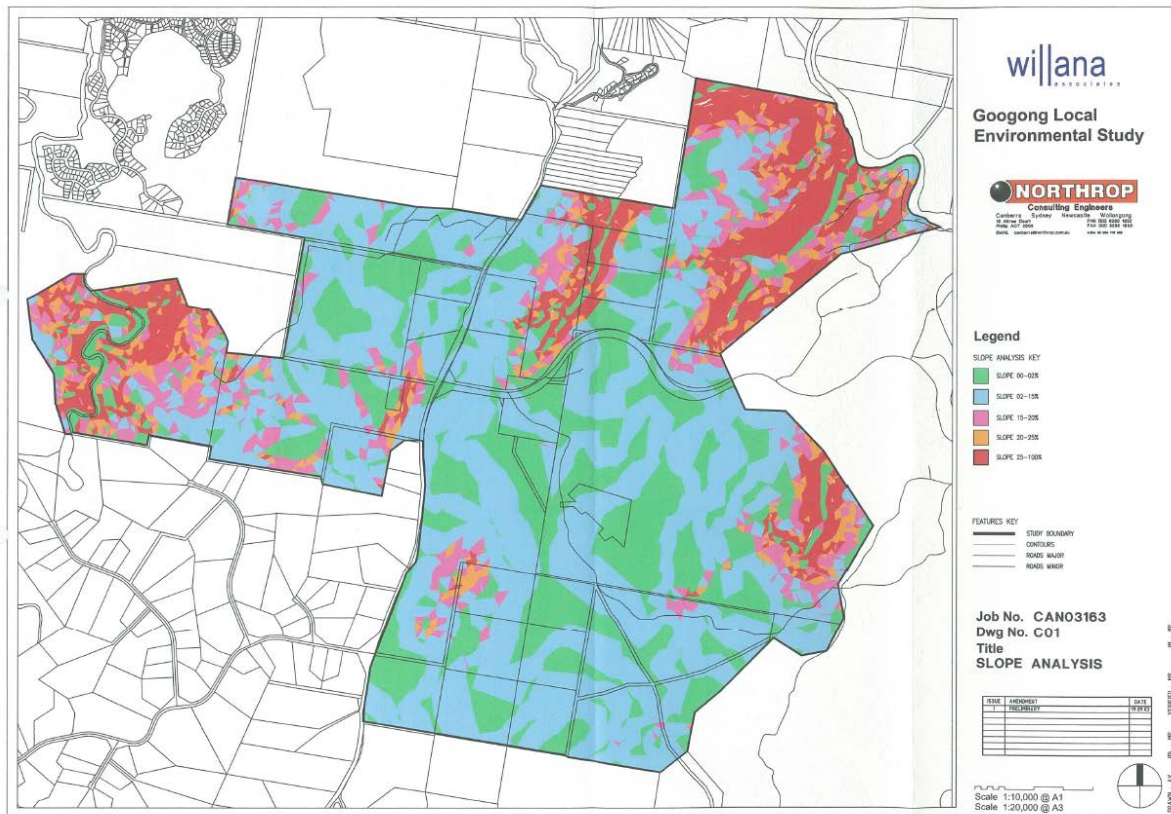 willana
associates
Googong Local
Environmental Study
NORTHROP
Consulting Engineers
Canberra Sydney Newcastle Wollongong
Legend
SLOPE ANALYSIS KEY
SLOPE 00-02%
SLOPE 02-15%
SLOPE 15-20%
SLOPE 20-25%
SLOPE 25-100%
FEATURES KEY
STUDY BOUNDARY
CONTOURS
ROADS MAJOR
ROADS MINOR
Job No. CAN03163
Dwg No. C01
Title
SLOPE ANALYSIS
ISSUE AMENDMENT DATE
1 PRELIMINARY
Scale 1:10,000 @ A1
Scale 1:20,000 @ A3